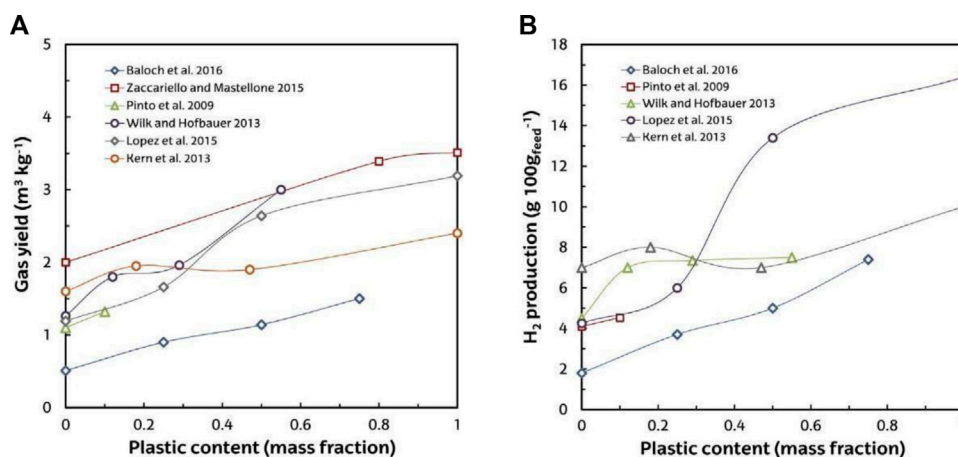 A
Gas yield (m³ kg⁻¹)
5
4
3
2
1
0
Baloch et al. 2016
Zaccariello and Mastellone 2015
Pinto et al. 2009
Wilk and Hofbauer 2013
Lopez et al. 2015
Kern et al. 2013
0 0.2 0.4 0.6 0.8 1
Plastic content (mass fraction)
B
H₂ production (g 100g_feed⁻¹)
18
16
14
12
10
8
6
4
2
0
Baloch et al. 2016
Pinto et al. 2009
Wilk and Hofbauer 2013
Lopez et al. 2015
Kern et al. 2013
0 0.2 0.4 0.6 0.8
Plastic content (mass fraction)